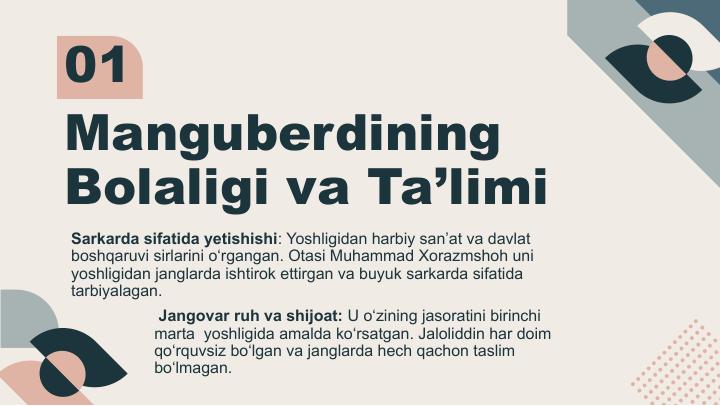 01
Manguberdining
Bolaligi va Ta’limi
Sarkarda sifatida yetishishi: Yoshligidan harbiy san’at va davlat
boshqaruvi sirlarini o‘rgangan. Otasi Muhammad Xorazmshoh uni
yoshligidan janglarda ishtirok ettirgan va buyuk sarkarda sifatida
tarbiyalagan.
Jangovar ruh va shijoat: U o‘zining jasoratini birinchi
marta  yoshligida amalda ko‘rsatgan. Jaloliddin har doim
qo‘rquvsiz bo‘lgan va janglarda hech qachon taslim
bo‘lmagan.